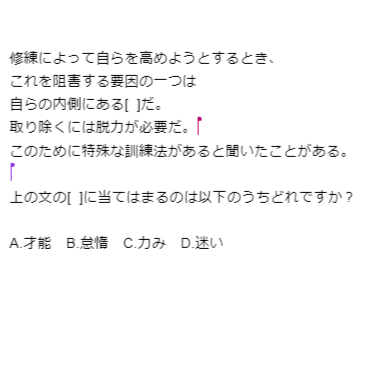 修練によって自らを高めようとするとき、
これを阻害する要因の一つは
自らの内側にある[  ]だ。
取り除くには脱力が必要だ。
このために特殊な訓練法があると聞いたことがある。
上の文の[  ]に当てはまるのは以下のうちどれですか？
A.才能　B.怠惰　C.力み　D.迷い